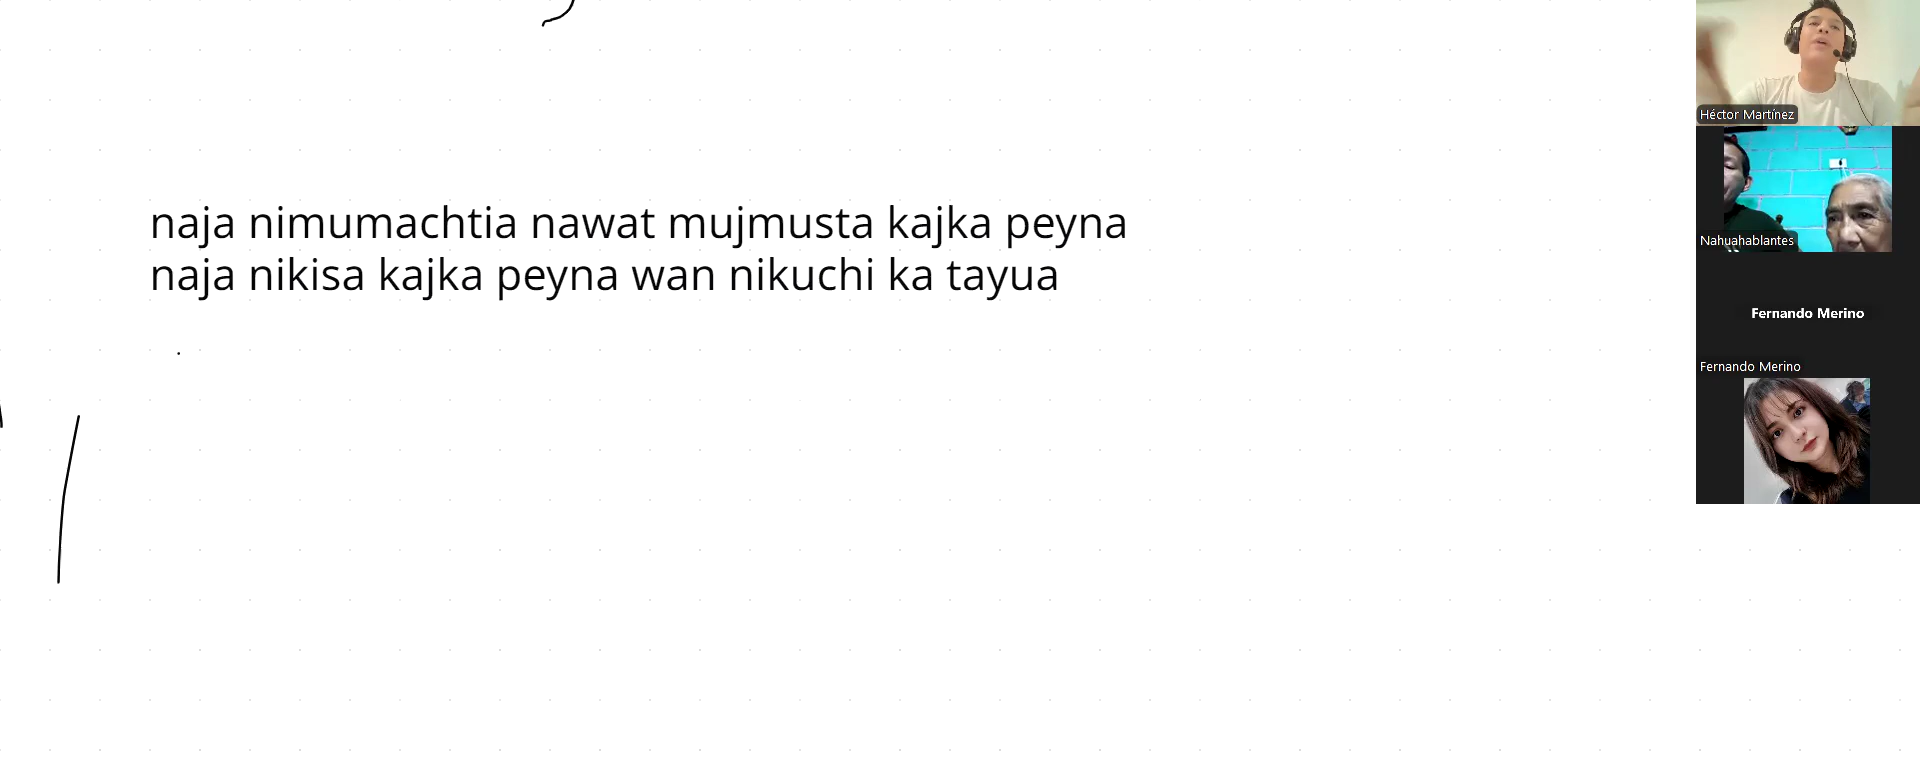 naja nimumachtia nawat mujmusta kajka peyna
naja nikisa kajka peyna wan nikuchi ka tayua
Héctor Martínez
Nahuahablantes
Fernando Merino
Fernando Merino